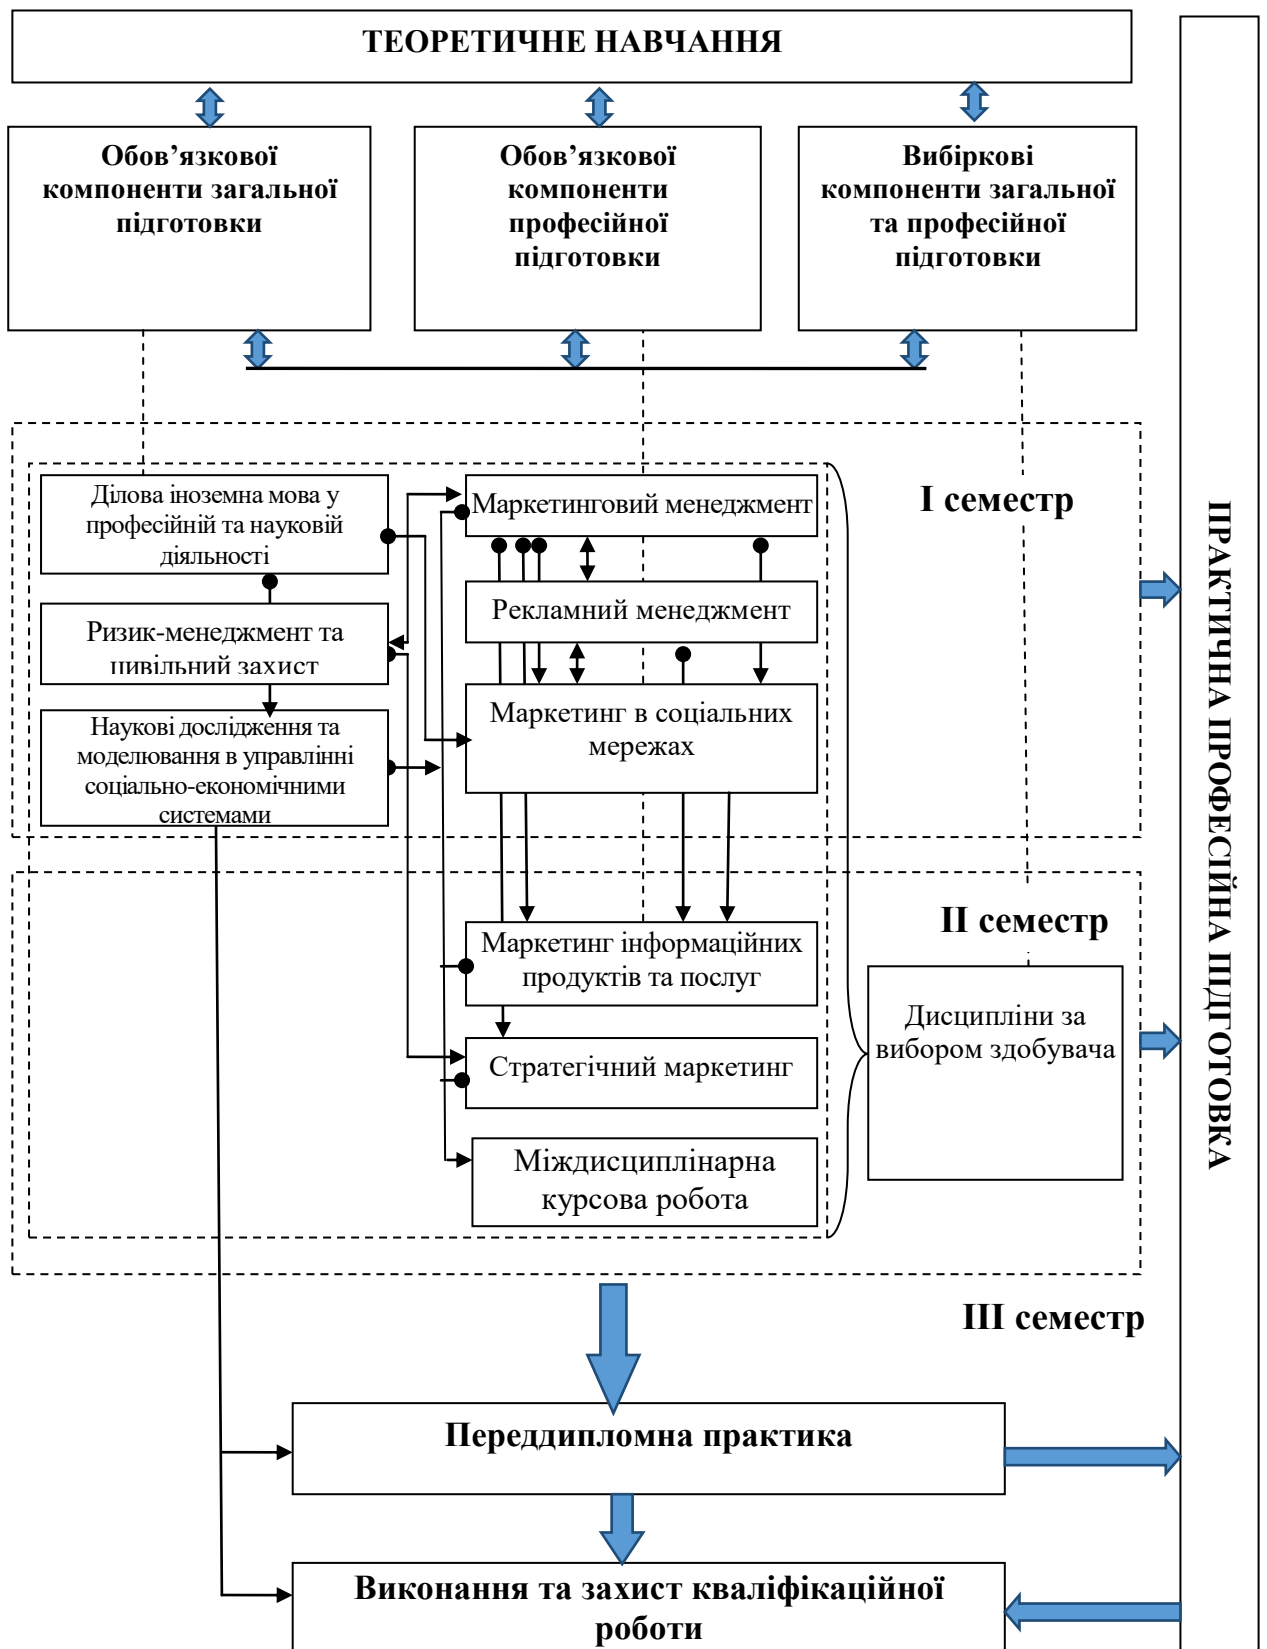 ТЕОРЕТИЧНЕ НАВЧАННЯ
Обов’язкової
компоненти загальної
підготовки
Обов’язкової
компоненти
професійної
підготовки
Вибіркові
компоненти загальної
та професійної
підготовки
I семестр
Ділова іноземна мова у
професійній та науковій
діяльності
Ризик-менеджмент та
цивільний захист
Наукові дослідження та
моделювання в управлінні
соціально-економічними
системами
Маркетинговий менеджмент
Рекламний менеджмент
Маркетинг в соціальних
мережах
II семестр
Маркетинг інформаційних
продуктів та послуг
Стратегічний маркетинг
Міждисциплінарна
курсова робота
Дисципліни за
вибором здобувача
III семестр
Переддипломна практика
Виконання та захист кваліфікаційної
роботи
ПРАКТИЧНА ПРОФЕСІЙНА ПІДГОТОВКА